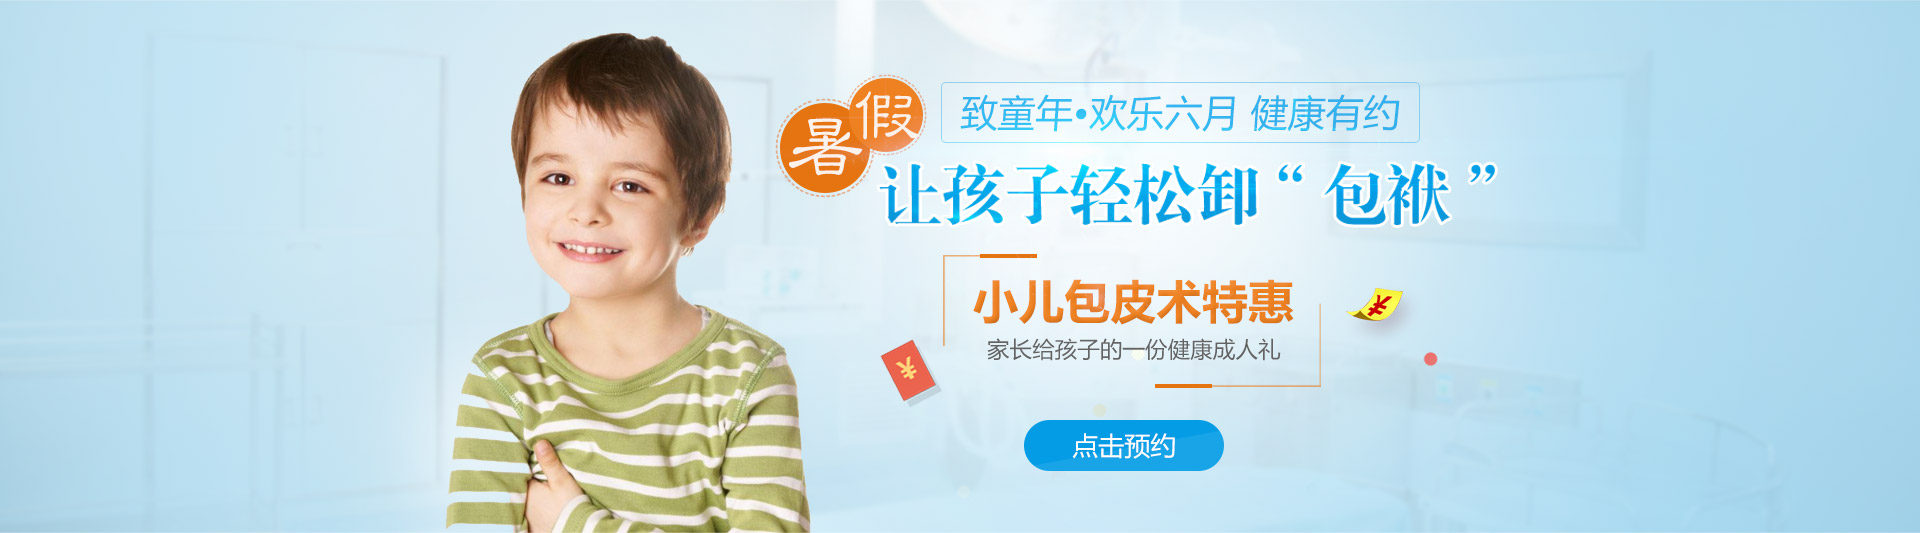 暑假
致童年•欢乐六月 健康有约
让孩子轻松卸“包袱”
小儿包皮术特惠
家长给孩子的一份健康成人礼
¥
¥
点击预约